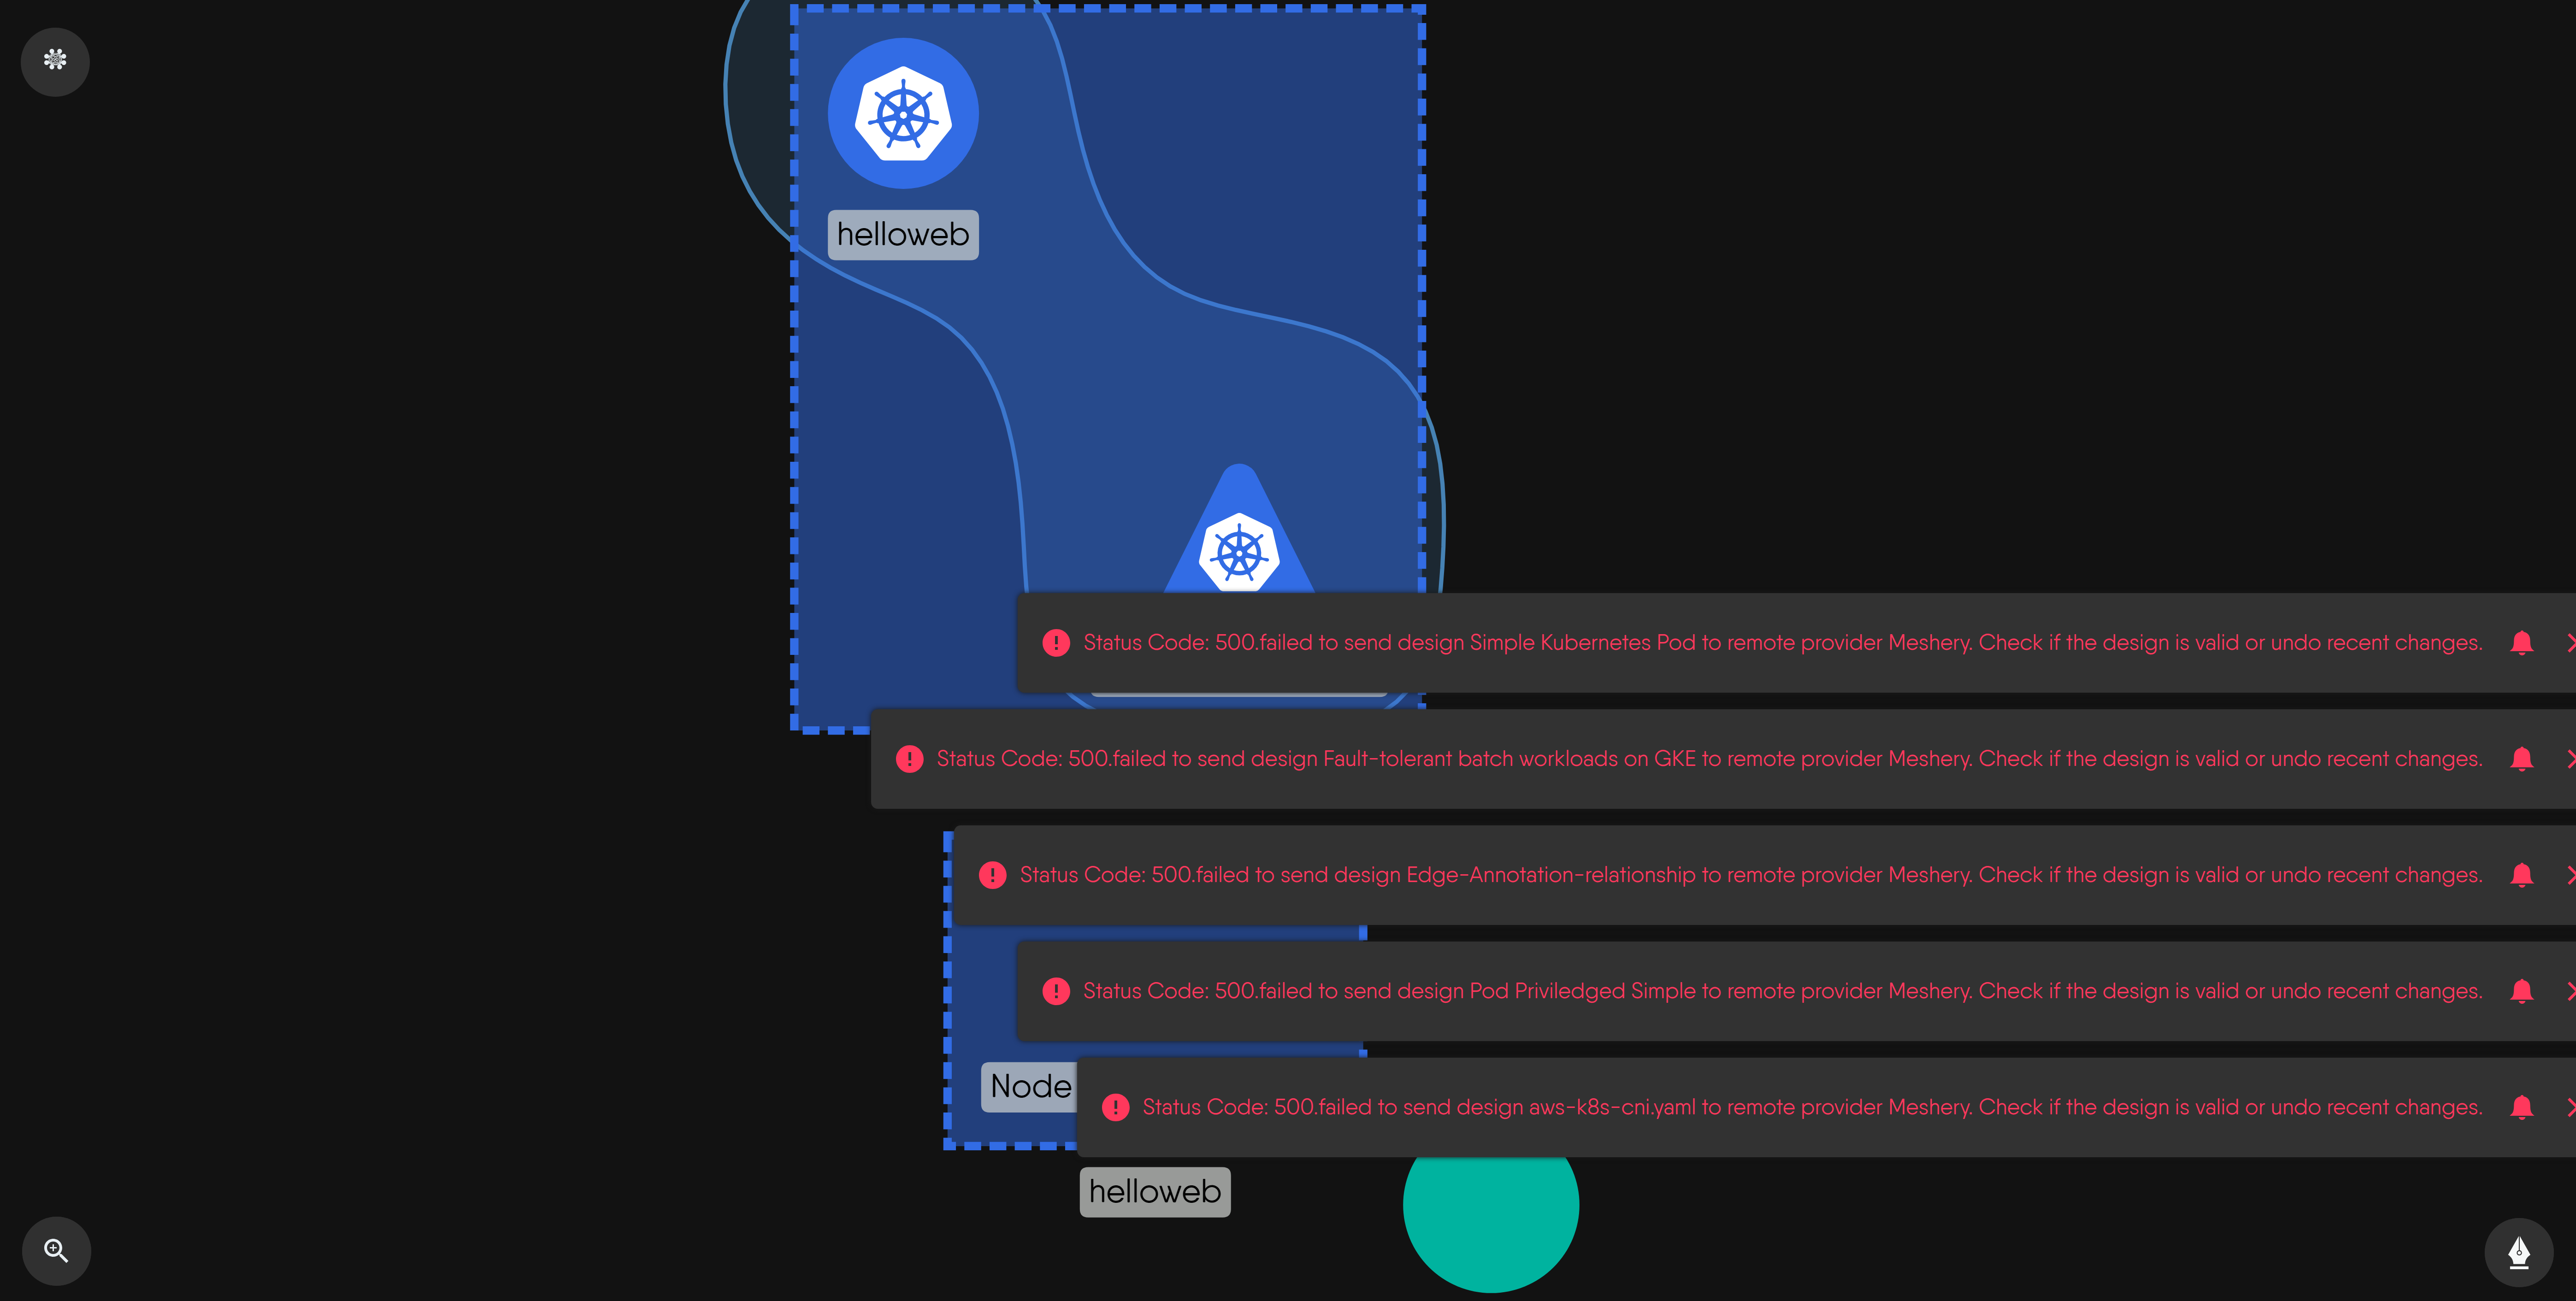 helloweb
Status Code: 500.failed to send design Simple Kubernetes Pod to remote provider Meshery. Check if the design is valid or undo recent changes.
Status Code: 500.failed to send design Fault-tolerant batch workloads on GKE to remote provider Meshery. Check if the design is valid or undo recent changes.
Status Code: 500.failed to send design Edge-Annotation-relationship to remote provider Meshery. Check if the design is valid or undo recent changes.
Status Code: 500.failed to send design Pod Priviledged Simple to remote provider Meshery. Check if the design is valid or undo recent changes.
Node
Status Code: 500.failed to send design aws-k8s-cni.yaml to remote provider Meshery. Check if the design is valid or undo recent changes.
helloweb